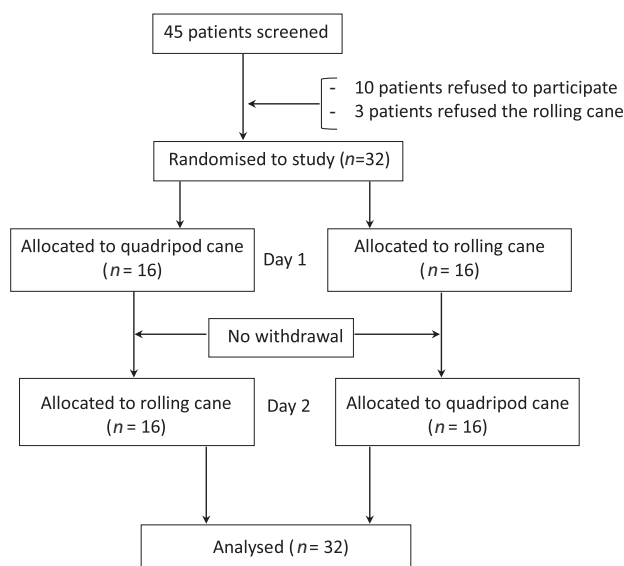 45 patients screened
- 10 patients refused to participate
- 3 patients refused the rolling cane
Randomised to study (n=32)
Allocated to quadripod cane
(n = 16)
Day 1
Allocated to rolling cane
(n = 16)
No withdrawal
Allocated to rolling cane
(n = 16)
Day 2
Allocated to quadripod cane
(n = 16)
Analysed (n = 32)